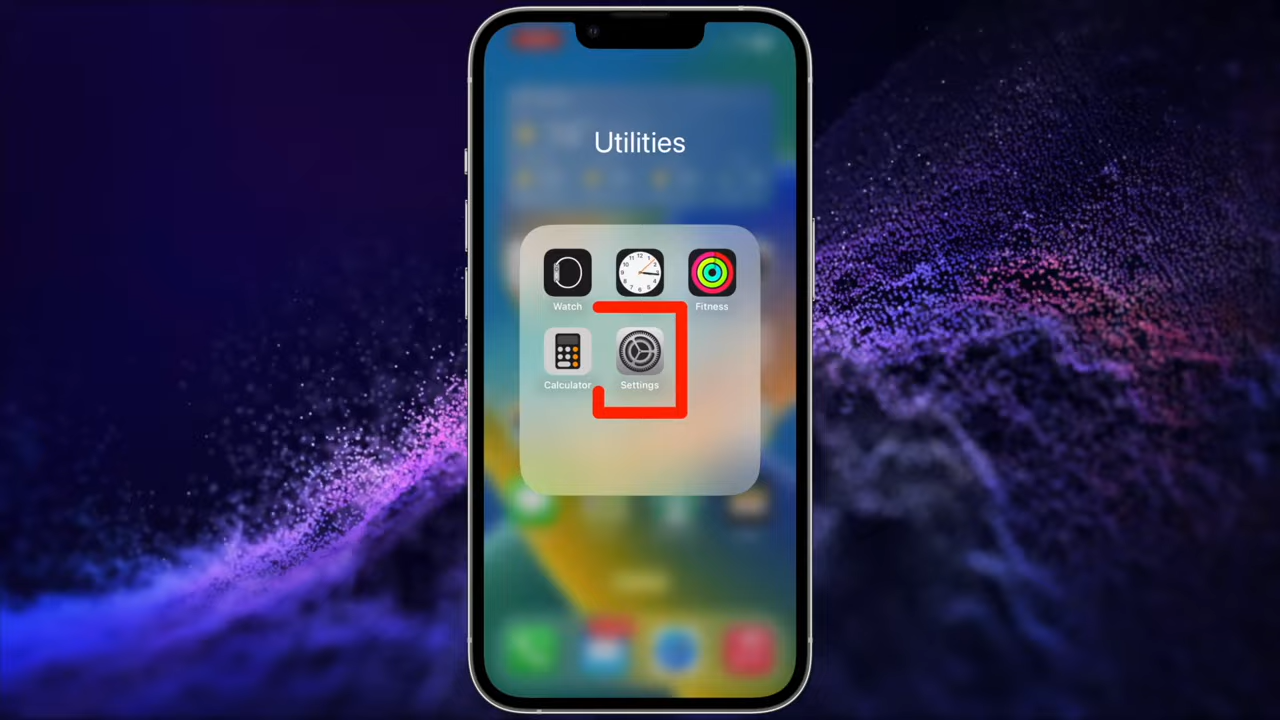 Utilities
Watch
Fitness
Calculator
Settings